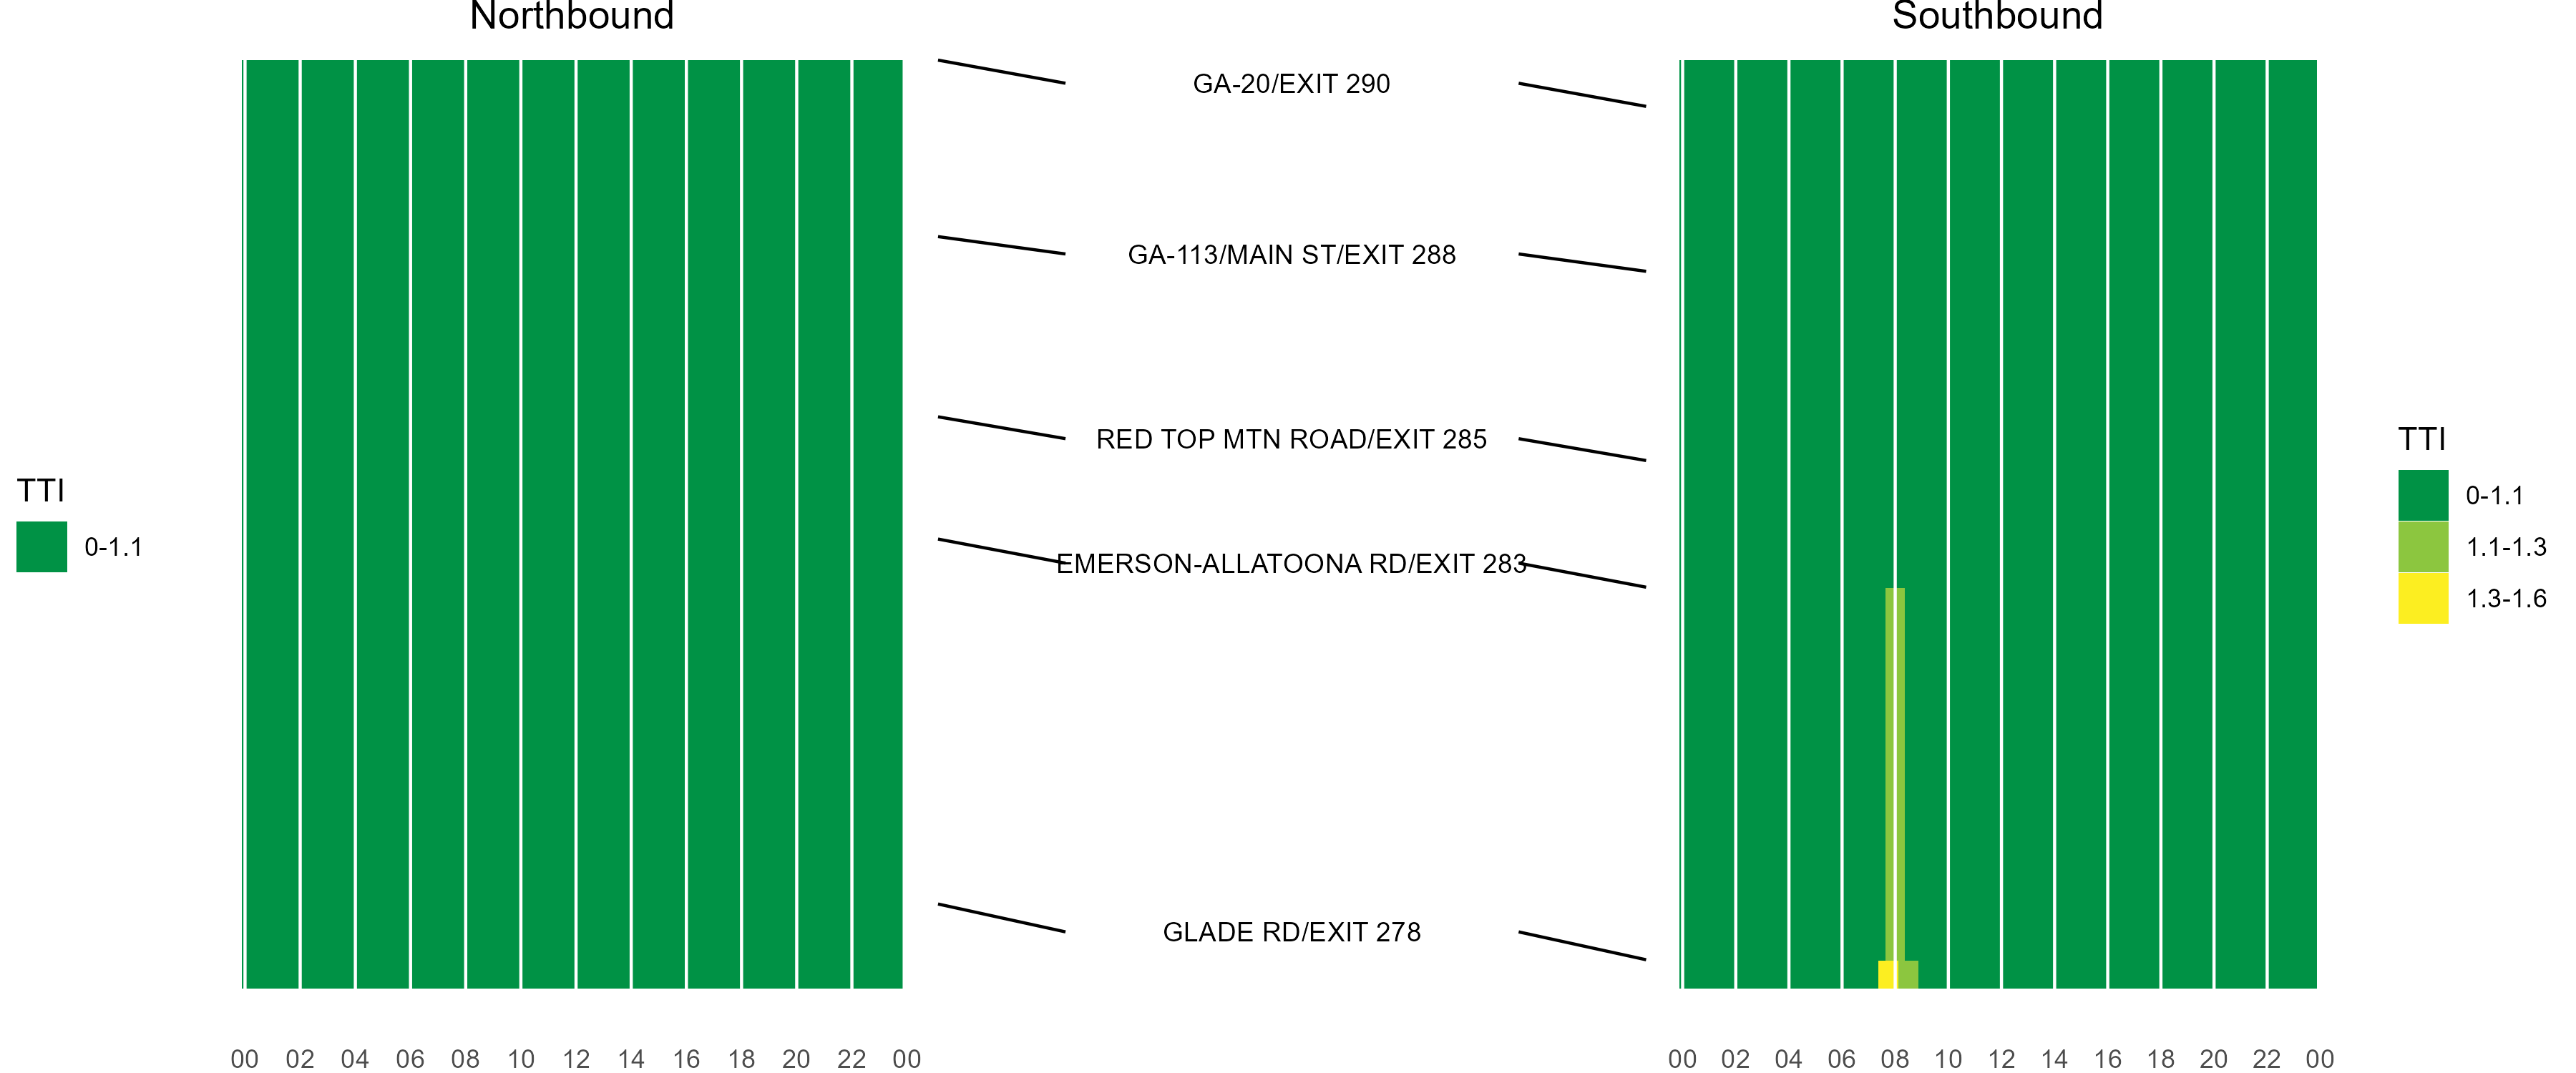 Northbound
Southbound
GA-20/EXIT 290
GA-113/MAIN ST/EXIT 288
RED TOP MTN ROAD/EXIT 285
EMERSON-ALLATOONA RD/EXIT 283
GLADE RD/EXIT 278
TTI
0-1.1
TTI
0-1.1
1.1-1.3
1.3-1.6
00 02 04 06 08 10 12 14 16 18 20 22 00
00 02 04 06 08 10 12 14 16 18 20 22 00